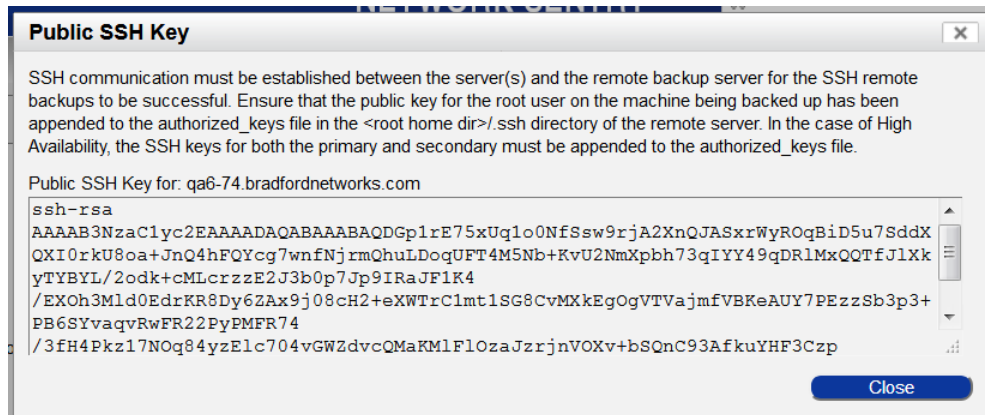 NETWORK SENTRY
Public SSH Key
SSH communication must be established between the server(s) and the remote backup server for the SSH remote
backups to be successful. Ensure that the public key for the root user on the machine being backed up has been
appended to the authorized_keys file in the <root home dir>/.ssh directory of the remote server. In the case of High
Availability, the SSH keys for both the primary and secondary must be appended to the authorized_keys file.
Public SSH Key for: qa6-74.bradfordnetworks.com
ssh-rsa
AAAAB3NzaC1yc2EAAAADAQABAAABAQDGp1rE75xUq1o0NfSsw9rjA2XnQJASxrWyROqBiD5u7SddX
QXI0rkU8oa+JnQ4hFQYcg7wnfNjrmQhuLDoqUFT4M5Nb+KvU2NmXpbh73qIYY49qDRlMxQQTfJlXk
yTYBYL/2odk+cMLcrzzE2J3b0p7Jp9IRaJF1K4
/EXOh3Mld0EdrKR8Dy6ZAx9j08cH2+eXWTrC1mt1SG8CvMXkEgOgVTVajmfVBKeAUY7PEzzSb3p3+
PB6SYvaqvRwFR22PyPMFR74
/3fH4Pkz17NOq84yzElc704vGWZdvcQMaKMlFlOzaJzrjnVOXv+bSQnC93AfkuYHF3Czp
Close